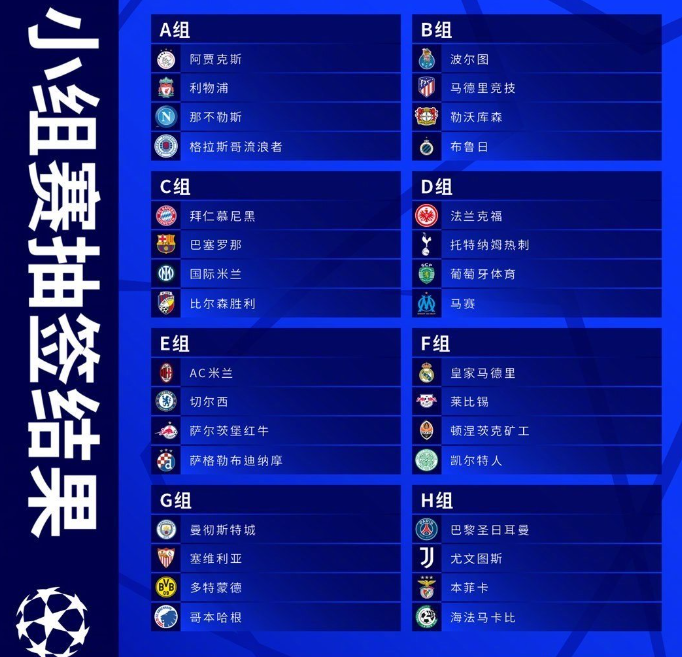 小组赛抽签结果
A组
阿贾克斯
利物浦
那不勒斯
格拉斯哥流浪者
B组
波尔图
马德里竞技
勒沃库森
布鲁日
C组
拜仁慕尼黑
巴塞罗那
国际米兰
比尔森胜利
D组
法兰克福
托特纳姆热刺
葡萄牙体育
马赛
E组
AC米兰
切尔西
萨尔茨堡红牛
萨格勒布迪纳摩
F组
皇家马德里
莱比锡
顿涅茨克矿工
凯尔特人
G组
曼彻斯特城
塞维利亚
多特蒙德
哥本哈根
H组
巴黎圣日耳曼
尤文图斯
本菲卡
海法马卡比